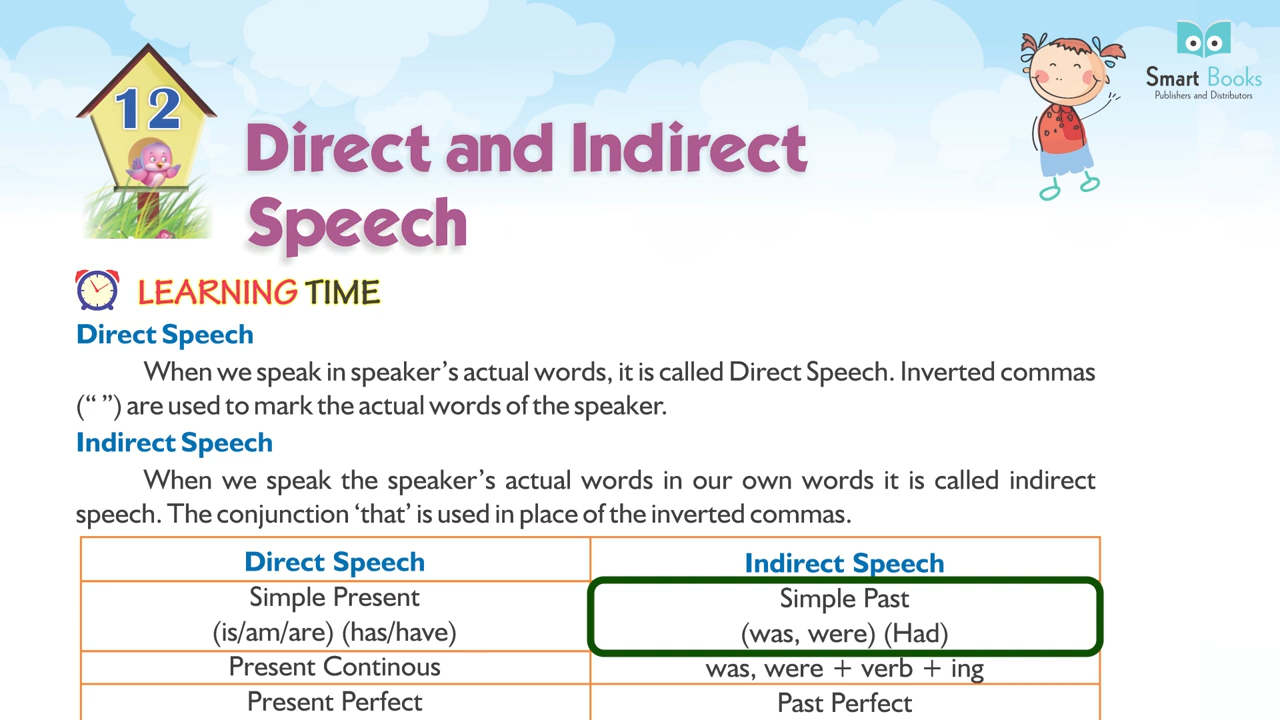 12
Smart Books
Publishers and Distributors
Direct and Indirect
Speech
LEARNING TIME
Direct Speech
When we speak in speaker’s actual words, it is called Direct Speech. Inverted commas
(“ ”) are used to mark the actual words of the speaker.
Indirect Speech
When we speak the speaker’s actual words in our own words it is called indirect
speech. The conjunction ‘that’ is used in place of the inverted commas.
Direct Speech Indirect Speech
Simple Present Simple Past
(is/am/are) (has/have) (was, were) (Had)
Present Continous was, were + verb + ing
Present Perfect Past Perfect